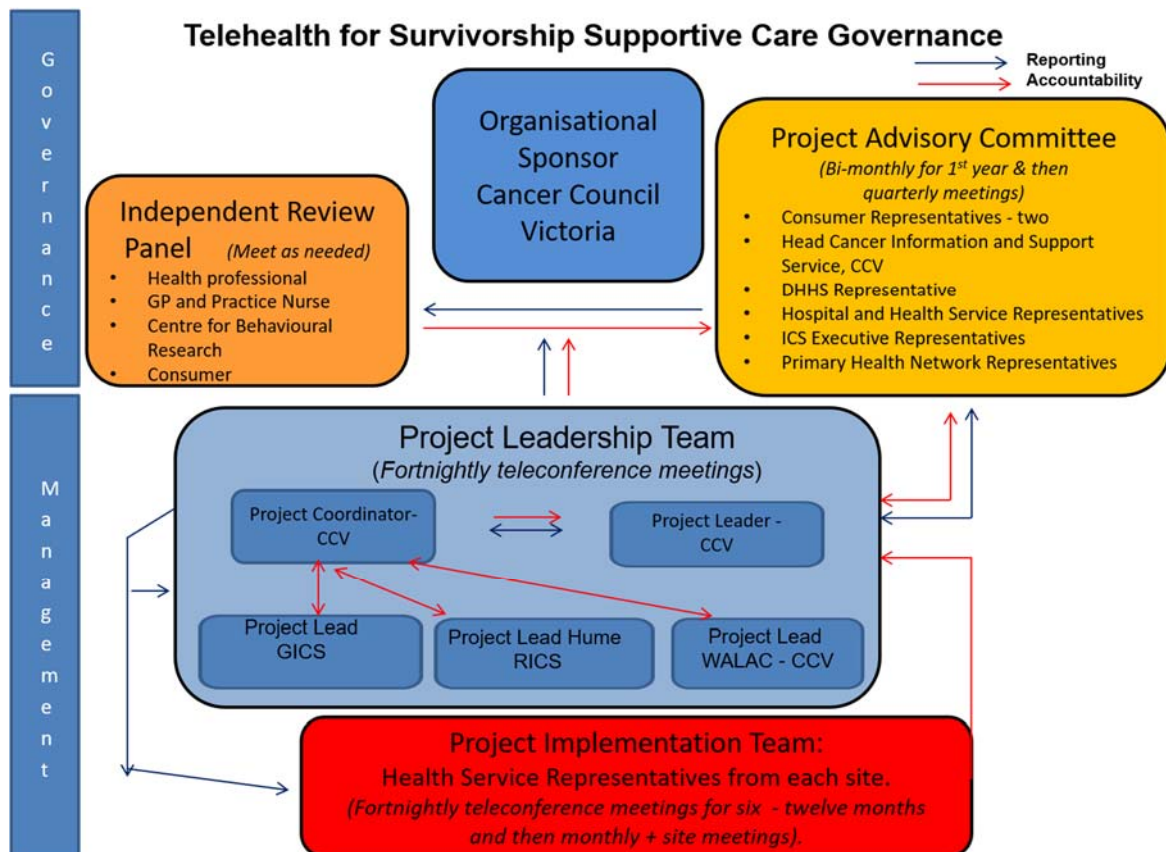 Telehealth for Survivorship Supportive Care Governance
Reporting
Accountability
Governance
Organisational
Sponsor
Cancer Council
Victoria
Project Advisory Committee
(Bi-monthly for 1st year & then
quarterly meetings)
• Consumer Representatives - two
• Head Cancer Information and Support
Service, CCV
• DHHS Representative
• Hospital and Health Service Representatives
• ICS Executive Representatives
• Primary Health Network Representatives
Independent Review
Panel (Meet as needed)
• Health professional
• GP and Practice Nurse
• Centre for Behavioural
Research
• Consumer
Management
Project Leadership Team
(Fortnightly teleconference meetings)
Project Coordinator-
CCV
Project Leader -
CCV
Project Lead
GICS
Project Lead Hume
RICS
Project Lead
WALAC - CCV
Project Implementation Team:
Health Service Representatives from each site.
(Fortnightly teleconference meetings for six - twelve months
and then monthly + site meetings).